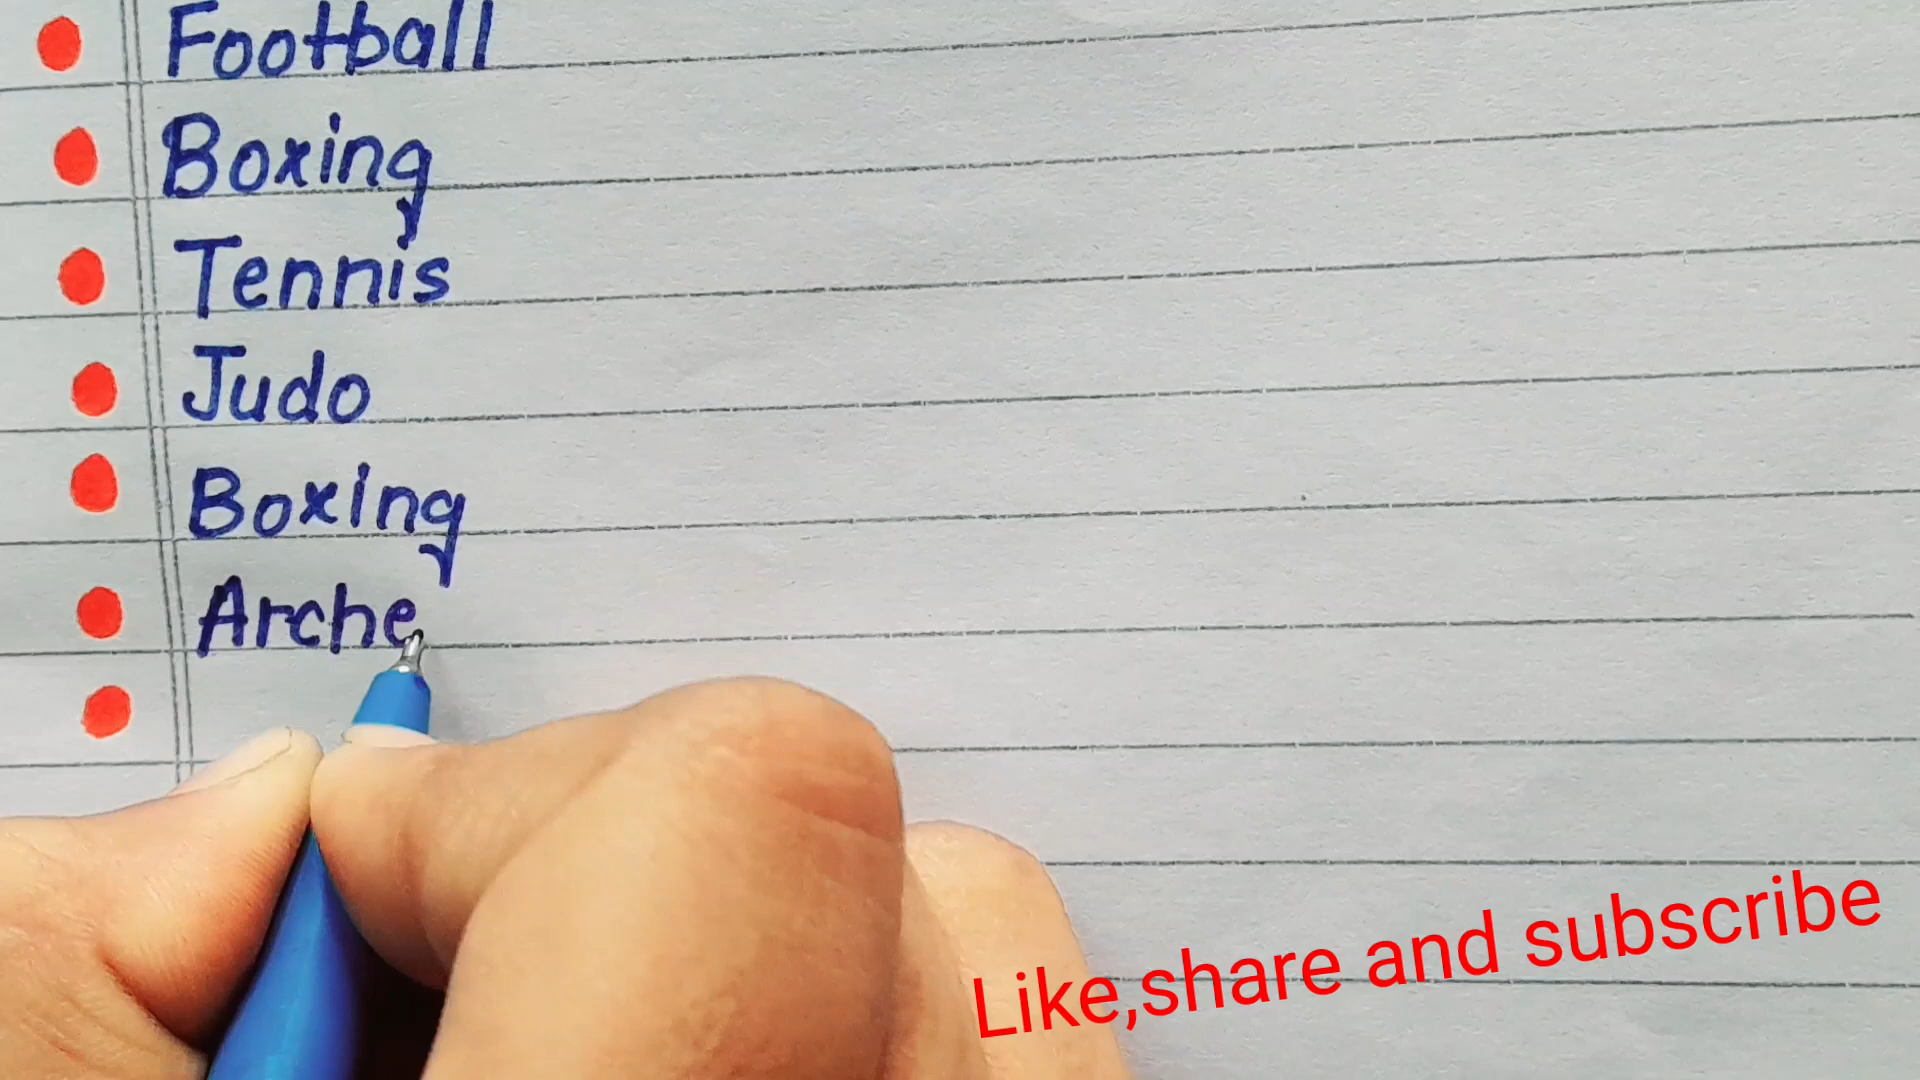 Football
Boxing
Tennis
Judo
Boxing
Arche
Like,share and subscribe